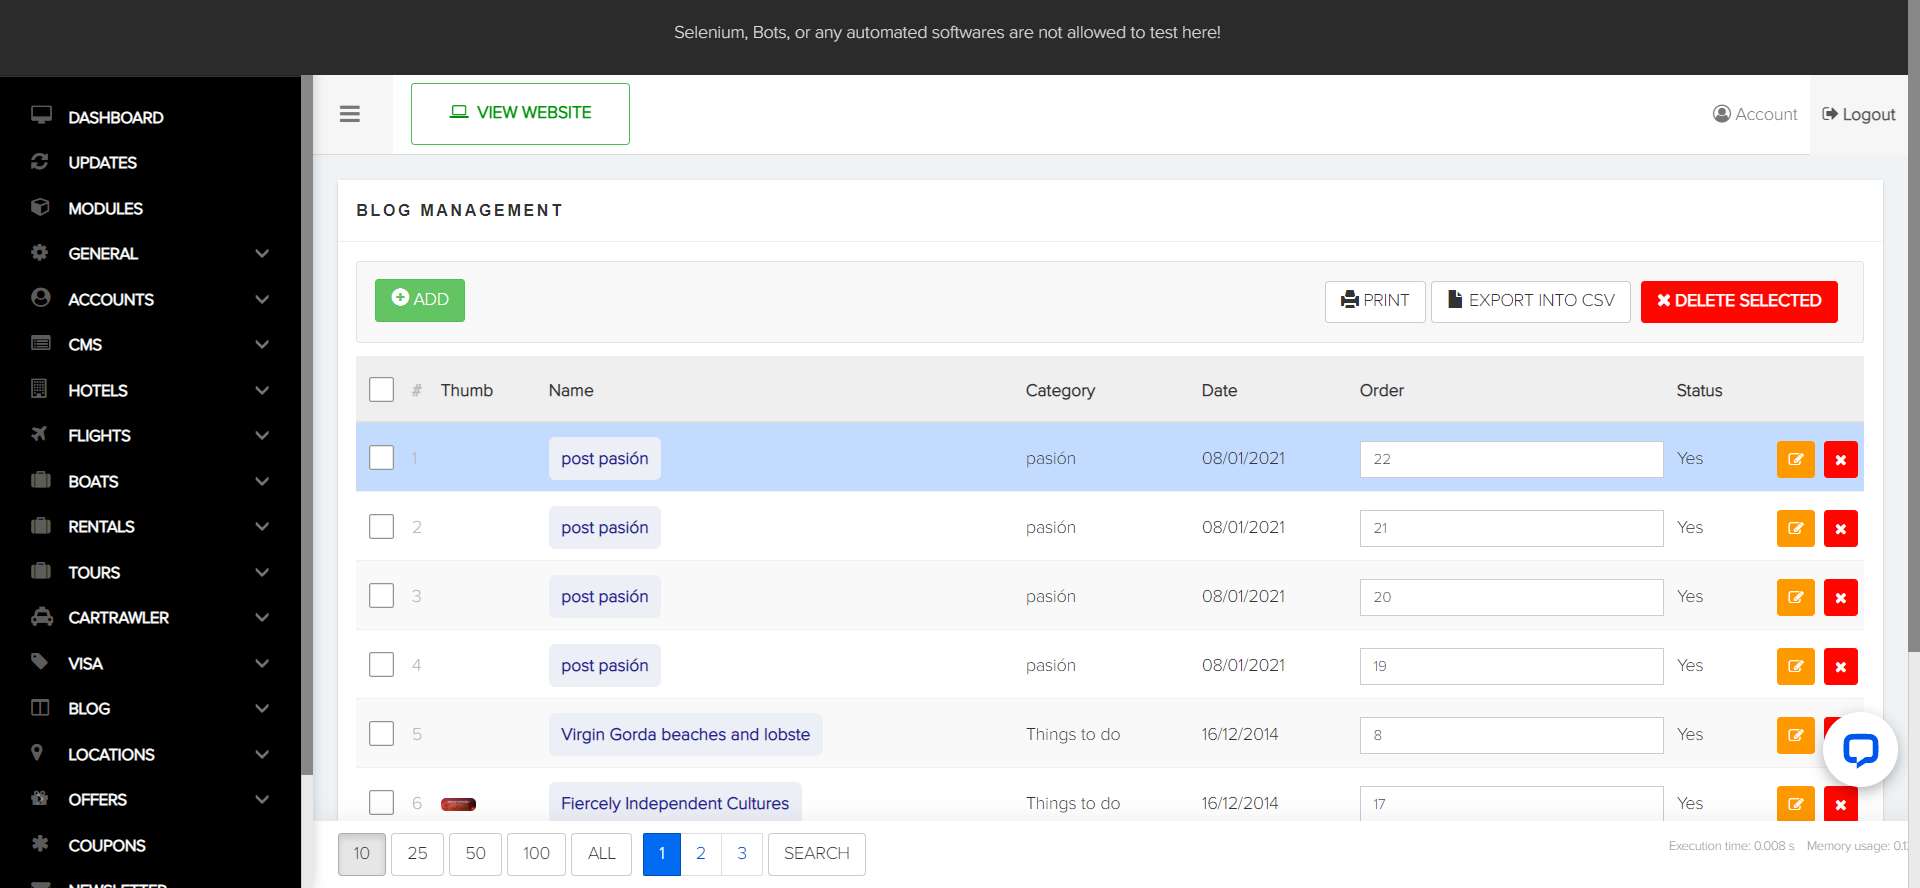 Selenium, Bots, or any automated softwares are not allowed to test here!
DASHBOARD
UPDATES
MODULES
GENERAL
ACCOUNTS
CMS
HOTELS
FLIGHTS
BOATS
RENTALS
TOURS
CARTRAWLER
VISA
BLOG
LOCATIONS
OFFERS
COUPONS
NEWSLETTER
VIEW WEBSITE
Account
Logout
BLOG MANAGEMENT
ADD
PRINT
EXPORT INTO CSV
DELETE SELECTED
# Thumb Name Category Date Order Status
1 post pasión pasión 08/01/2021 22 Yes
2 post pasión pasión 08/01/2021 21 Yes
3 post pasión pasión 08/01/2021 20 Yes
4 post pasión pasión 08/01/2021 19 Yes
5 Virgin Gorda beaches and lobste Things to do 16/12/2014 8 Yes
6 Fiercely Independent Cultures Things to do 16/12/2014 17 Yes
10 25 50 100 ALL 1 2 3 SEARCH
Execution time: 0.008 s Memory usage: